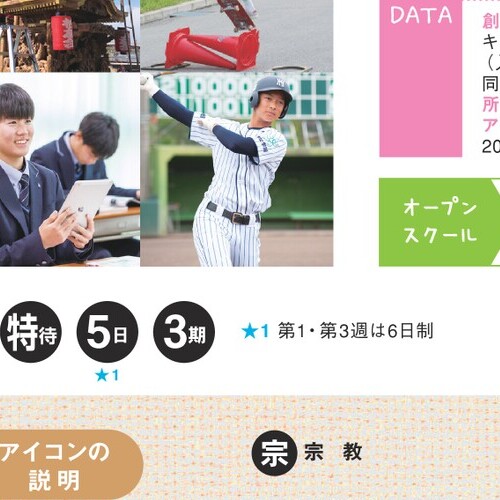 DATA
創
キ
同
所
ア
20
オープン
スクール
特待
5日
3期
★1 第1・第3週は6日制
★1
アイコンの
説明
宗 宗 教